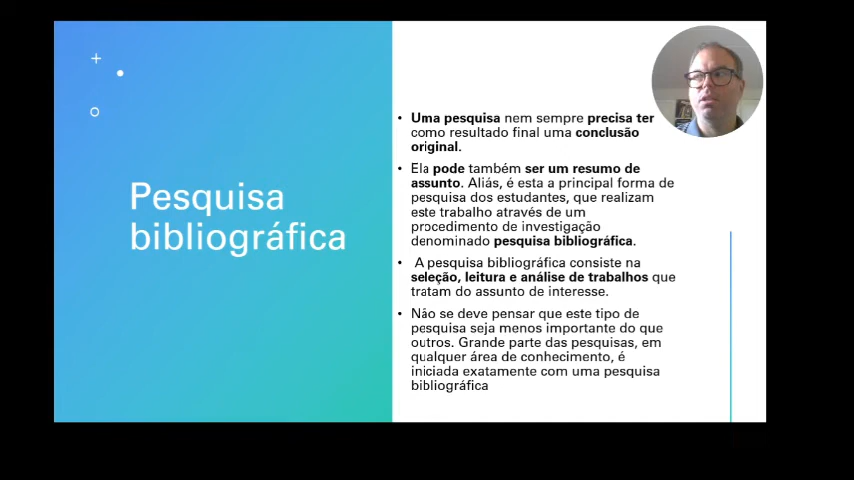 Pesquisa
bibliográfica
• Uma pesquisa nem sempre precisa ter
como resultado final uma conclusão
original.
• Ela pode também ser um resumo de
assunto. Aliás, é esta a principal forma de
pesquisa dos estudantes, que realizam
este trabalho através de um
procedimento de investigação
denominado pesquisa bibliográfica.
• A pesquisa bibliográfica consiste na
seleção, leitura e análise de trabalhos que
tratam do assunto de interesse.
• Não se deve pensar que este tipo de
pesquisa seja menos importante do que
outros. Grande parte das pesquisas, em
qualquer área de conhecimento, é
iniciada exatamente com uma pesquisa
bibliográfica